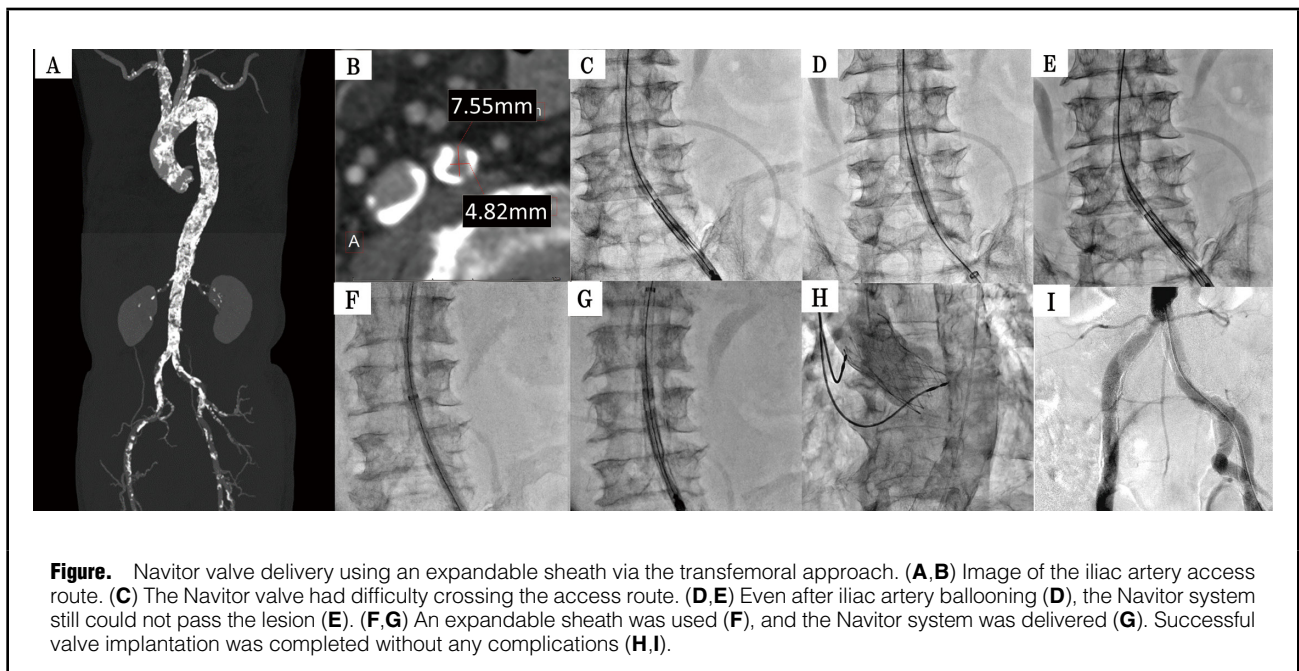 A
B
C
D
E
7.55mm
4.82mm
A
F
G
H
I
Figure. Navitor valve delivery using an expandable sheath via the transfemoral approach. (A,B) Image of the iliac artery access
route. (C) The Navitor valve had difficulty crossing the access route. (D,E) Even after iliac artery ballooning (D), the Navitor system
still could not pass the lesion (E). (F,G) An expandable sheath was used (F), and the Navitor system was delivered (G). Successful
valve implantation was completed without any complications (H,I).